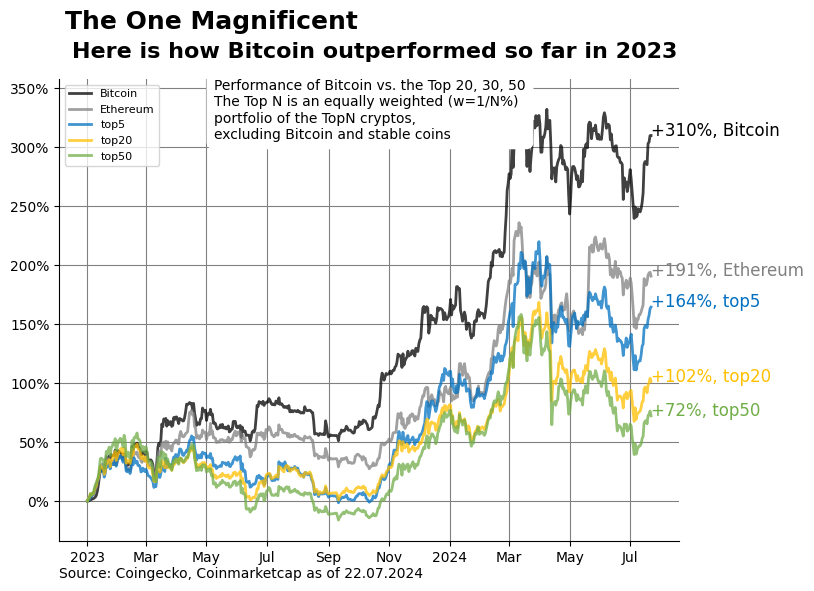 The One Magnificent
Here is how Bitcoin outperformed so far in 2023
350%
300%
250%
200%
150%
100%
50%
0%
Bitcoin
Ethereum
top5
top20
top50
Performance of Bitcoin vs. the Top 20, 30, 50
The Top N is an equally weighted (w=1/N%)
portfolio of the TopN cryptos,
excluding Bitcoin and stable coins
+310%, Bitcoin
+191%, Ethereum
+164%, top5
+102%, top20
+72%, top50
2023 Mar May Jul Sep Nov 2024 Mar May Jul
Source: Coingecko, Coinmarketcap as of 22.07.2024